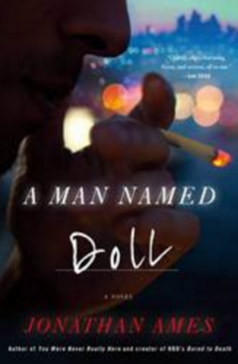 A MAN NAMED
Doll
A NOVEL
JONATHAN AMES
Author of You Were Never Really Here and creator of HBO's Bored to Death